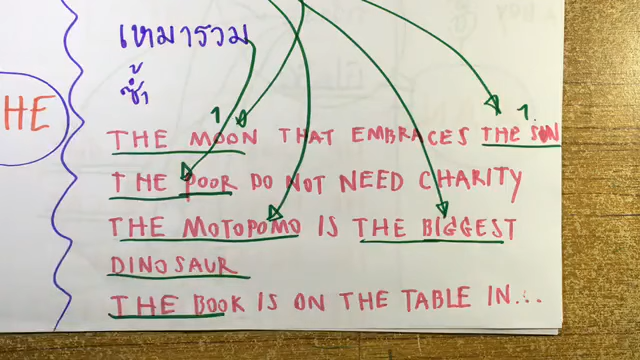 เหมารวม
ซ้ำ
HE
1 1.
THE MOON THAT EMBRACES THE SUN
THE POOR DO NOT NEED CHARITY
THE MOTOPOMO IS THE BIGGEST
DINOSAUR
THE BOOK IS ON THE TABLE IN...